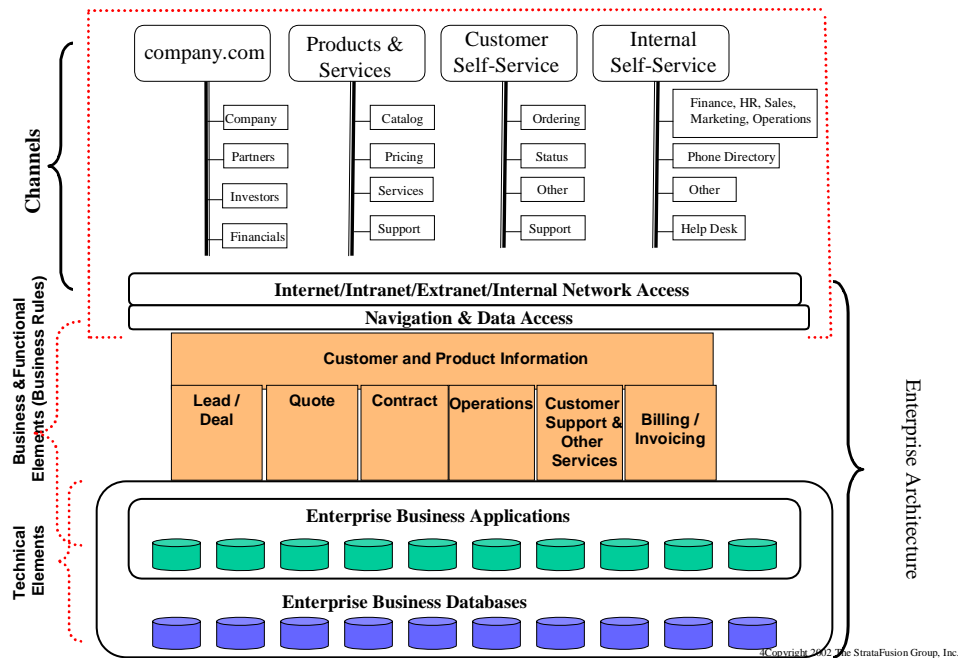 company.com
Products &
Services
Customer
Self-Service
Internal
Self-Service
Company
Partners
Investors
Financials
Catalog
Pricing
Services
Support
Ordering
Status
Other
Support
Finance, HR, Sales,
Marketing, Operations
Phone Directory
Other
Help Desk
Channels
Internet/Intranet/Extranet/Internal Network Access
Navigation & Data Access
Business &Functional
Elements (Business Rules)
Customer and Product Information
Lead /
Deal
Quote
Contract
Operations
Customer
Support &
Other
Services
Billing /
Invoicing
Enterprise Architecture
Technical
Elements
Enterprise Business Applications
Enterprise Business Databases
4Copyright 2002 The StrataFusion Group, Inc.